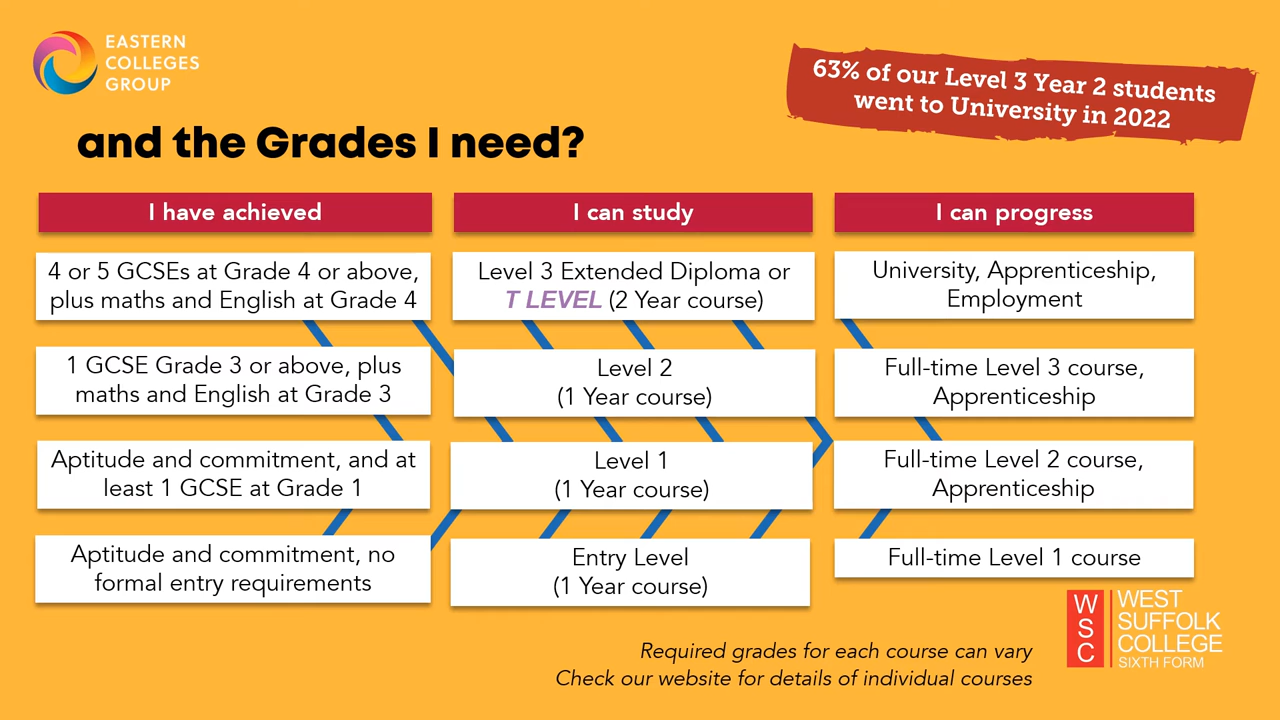 EASTERN
COLLEGES
GROUP
63% of our Level 3 Year 2 students
went to University in 2022
and the Grades I need?
I have achieved
I can study
I can progress
4 or 5 GCSEs at Grade 4 or above,
plus maths and English at Grade 4
Level 3 Extended Diploma or
T LEVEL (2 Year course)
University, Apprenticeship,
Employment
1 GCSE Grade 3 or above, plus
maths and English at Grade 3
Level 2
(1 Year course)
Full-time Level 3 course,
Apprenticeship
Aptitude and commitment, and at
least 1 GCSE at Grade 1
Level 1
(1 Year course)
Full-time Level 2 course,
Apprenticeship
Aptitude and commitment, no
formal entry requirements
Entry Level
(1 Year course)
Full-time Level 1 course
Required grades for each course can vary
Check our website for details of individual courses
WSC
WEST
SUFFOLK
COLLEGE
SIXTH FORM